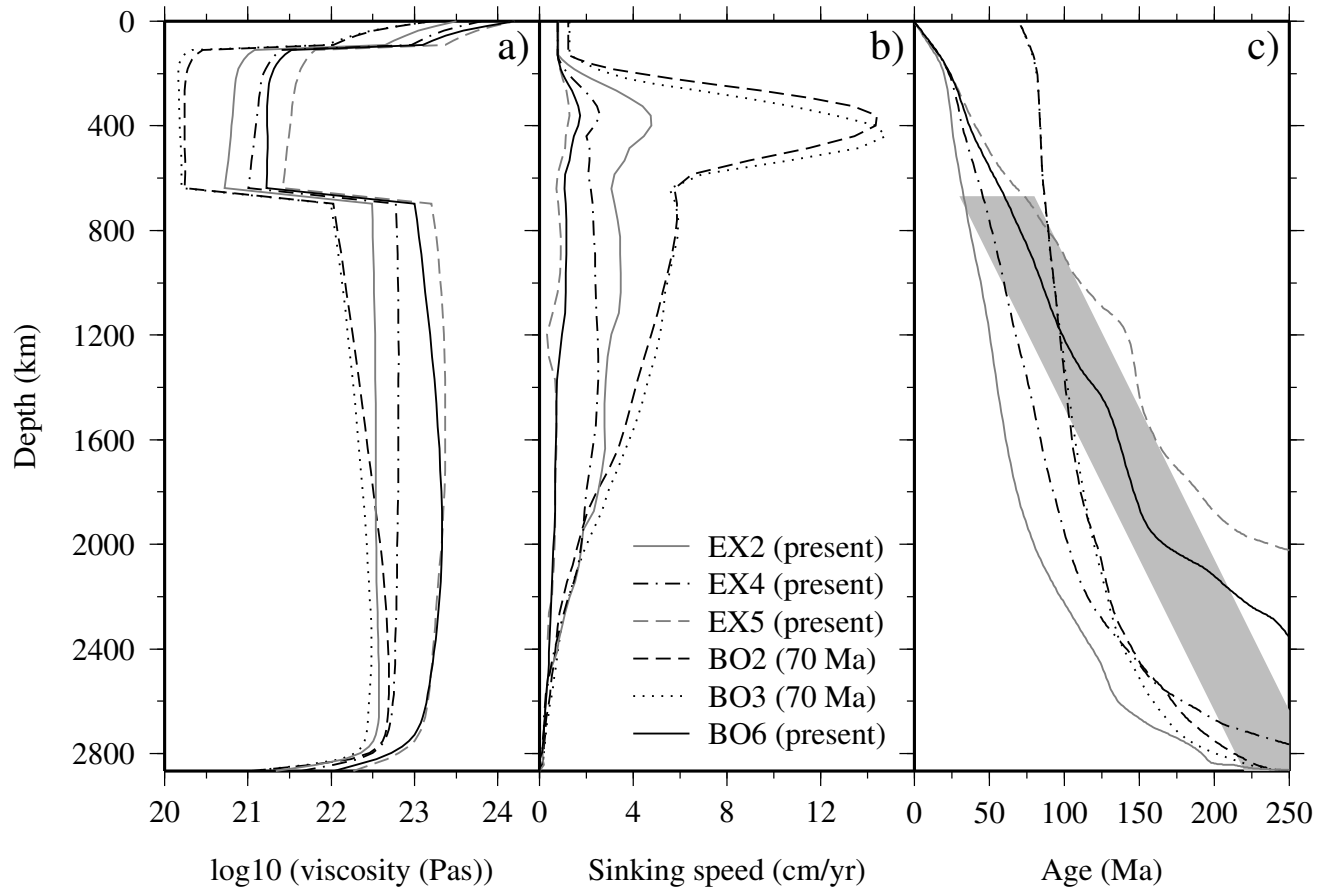 a)
b)
c)
0
400
800
1200
1600
2000
2400
2800
Depth (km)
EX2 (present)
EX4 (present)
EX5 (present)
BO2 (70 Ma)
BO3 (70 Ma)
BO6 (present)
20 21 22 23 24
0 4 8 12
0 50 100 150 200 250
log10 (viscosity (Pas))
Sinking speed (cm/yr)
Age (Ma)